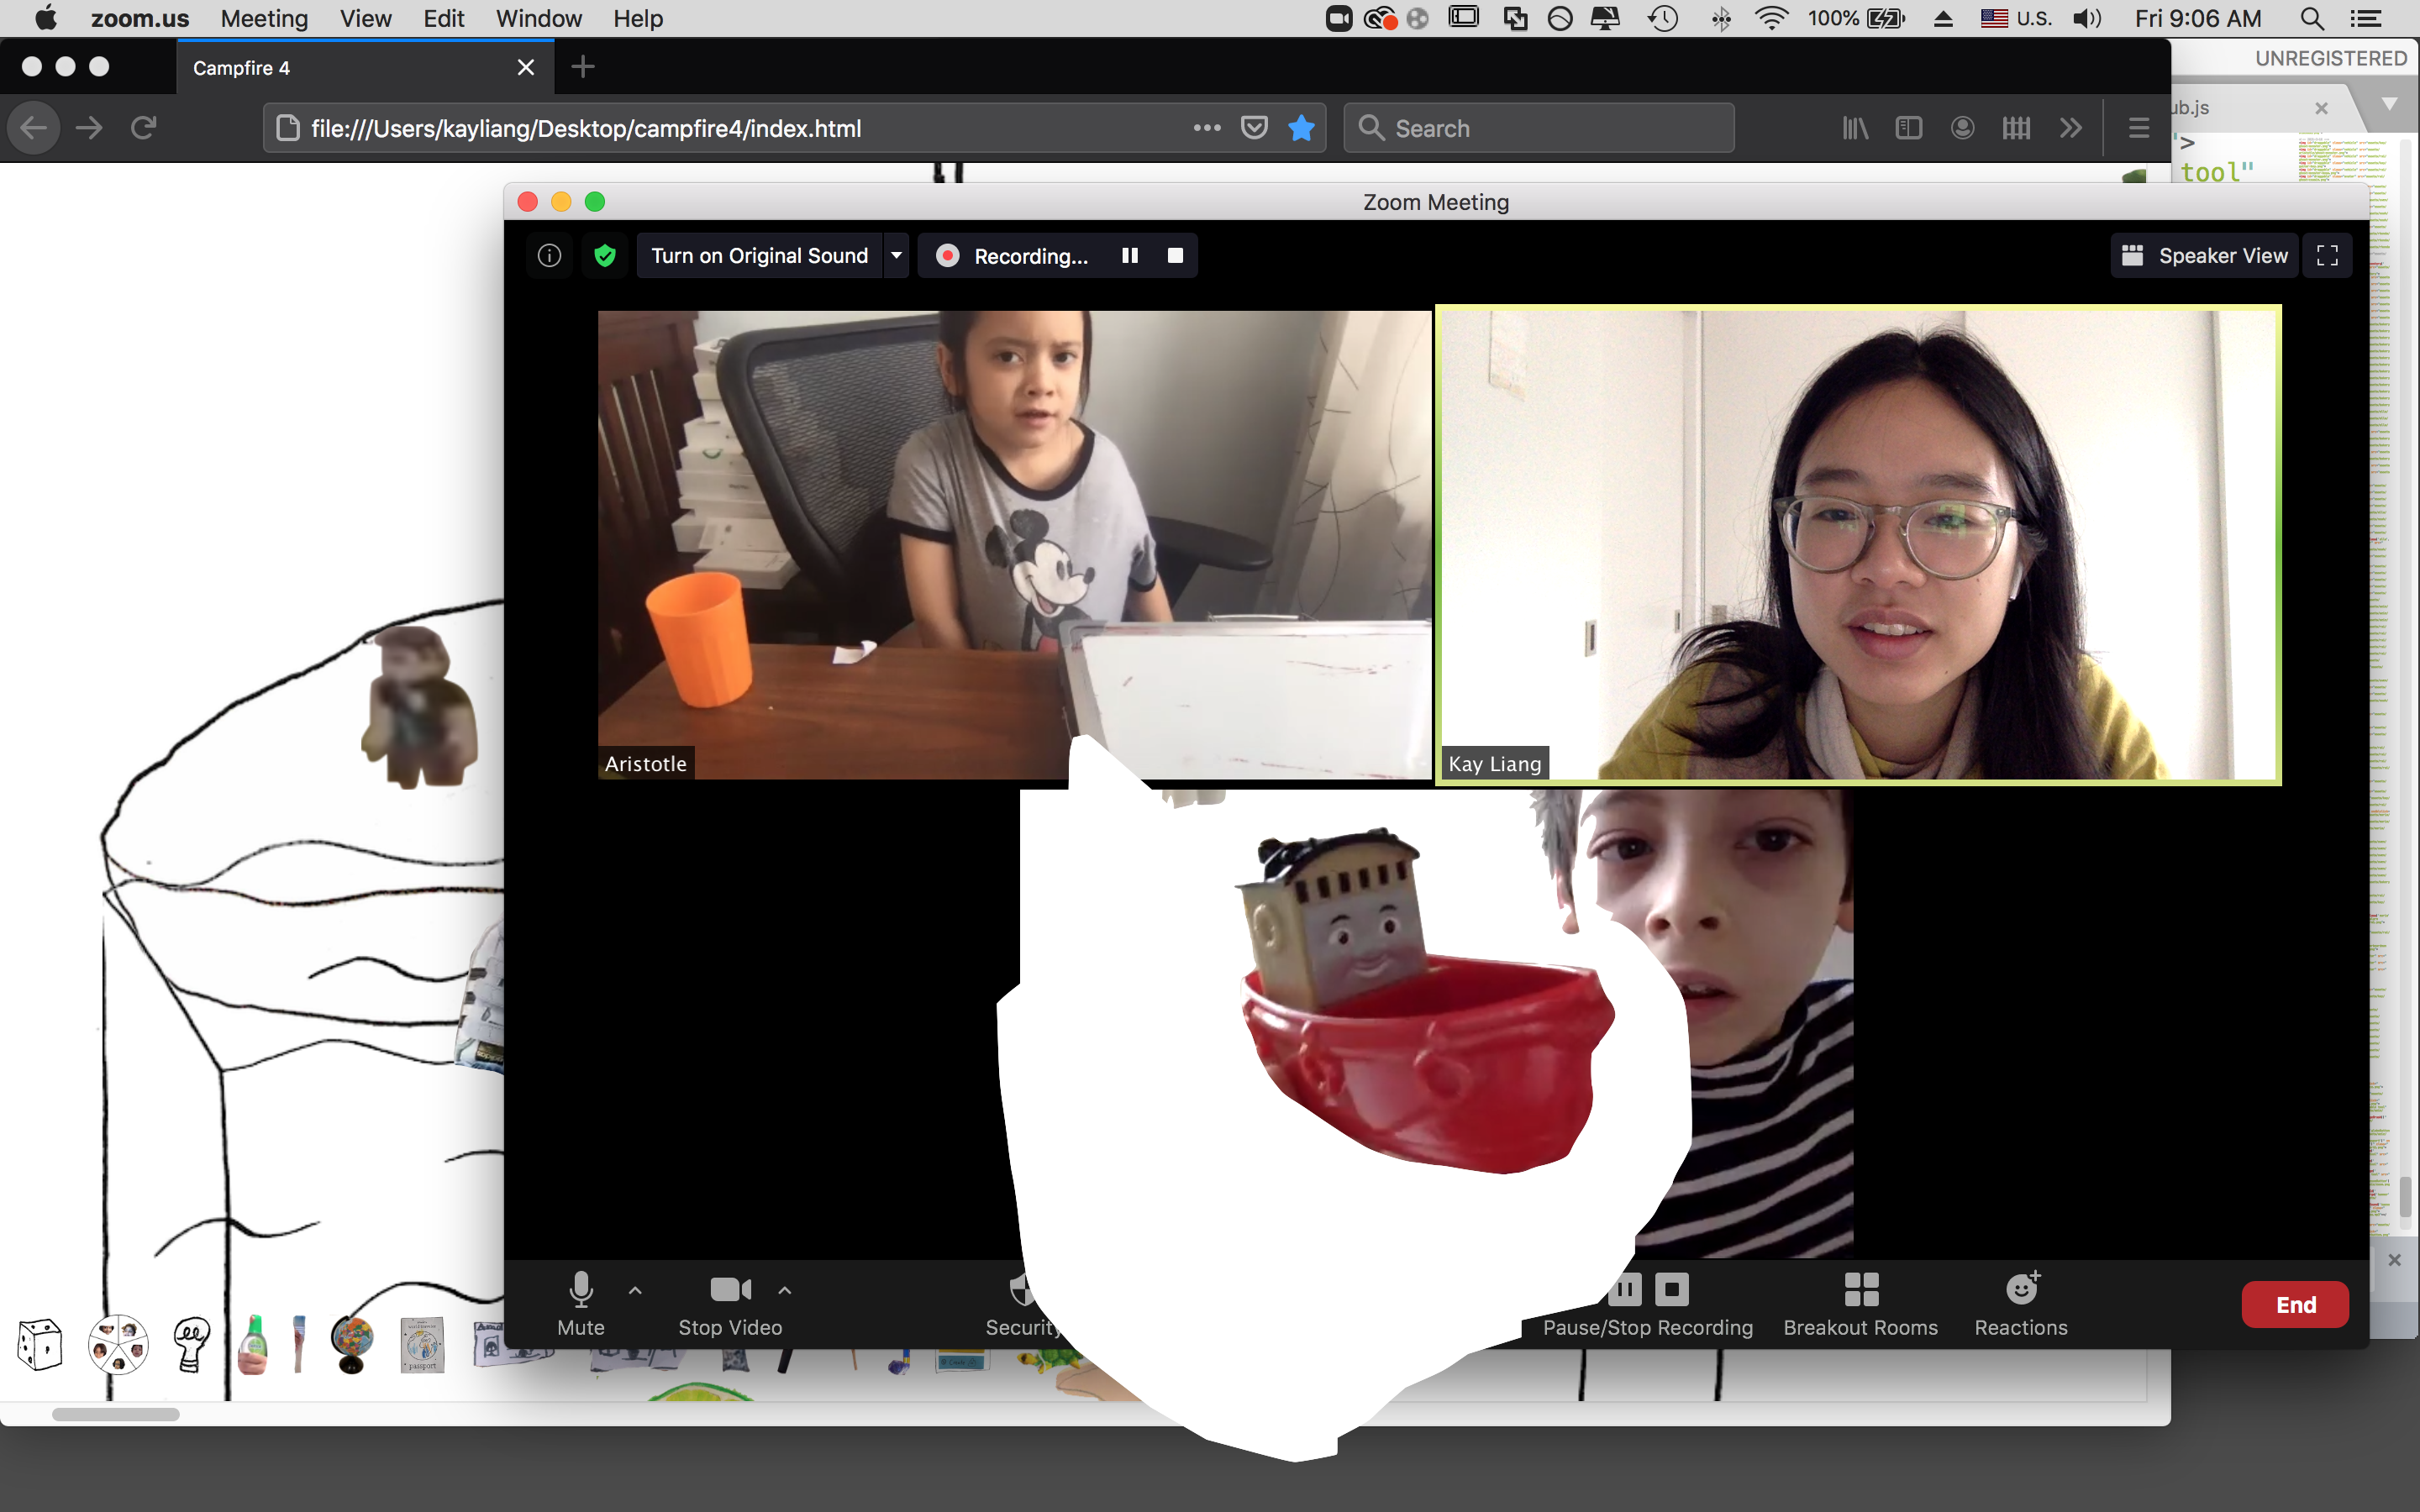 zoom.us Meeting View Edit Window Help 100% U.S. Fri 9:06 AM
Campfire 4
UNREGISTERED
file:///Users/kayliang/Desktop/campfire4/index.html
Search
ub.js
">
tool"
Zoom Meeting
Turn on Original Sound
Recording...
Speaker View
Aristotle
Kay Liang
Mute
Stop Video
Security
Pause/Stop Recording
Breakout Rooms
Reactions
End
passport